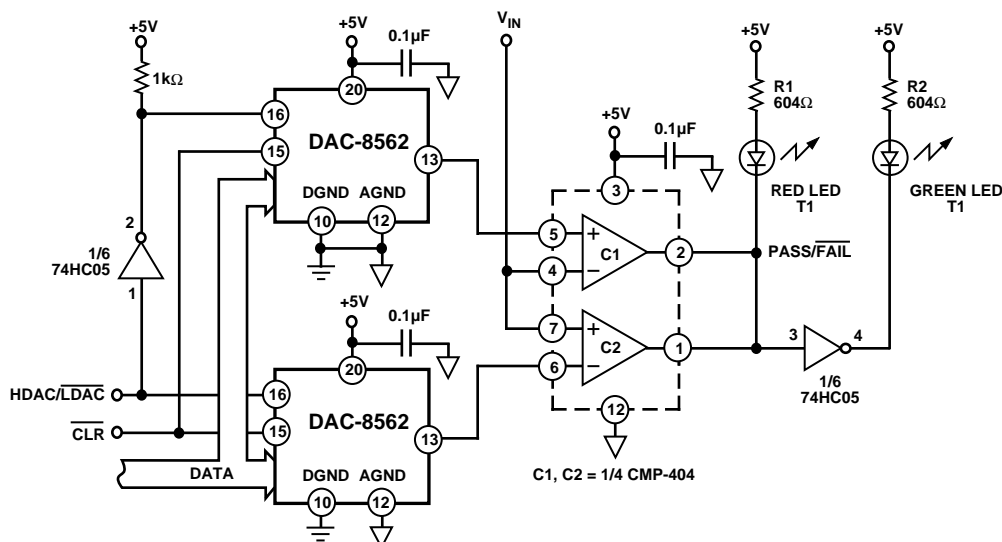 +5V
1kΩ
2
1/6
74HC05
1
HDAC/LDAC
CLR
DATA
+5V
0.1µF
20
16
15
DAC-8562
13
DGND
AGND
10
12
+5V
0.1µF
20
16
15
DAC-8562
13
DGND
AGND
10
12
VIN
+5V
0.1µF
3
5
+
4
–
C1
2
7
+
6
–
C2
1
12
C1, C2 = 1/4 CMP-404
PASS/FAIL
+5V
R1
604Ω
RED LED
T1
+5V
R2
604Ω
GREEN LED
T1
3
4
1/6
74HC05